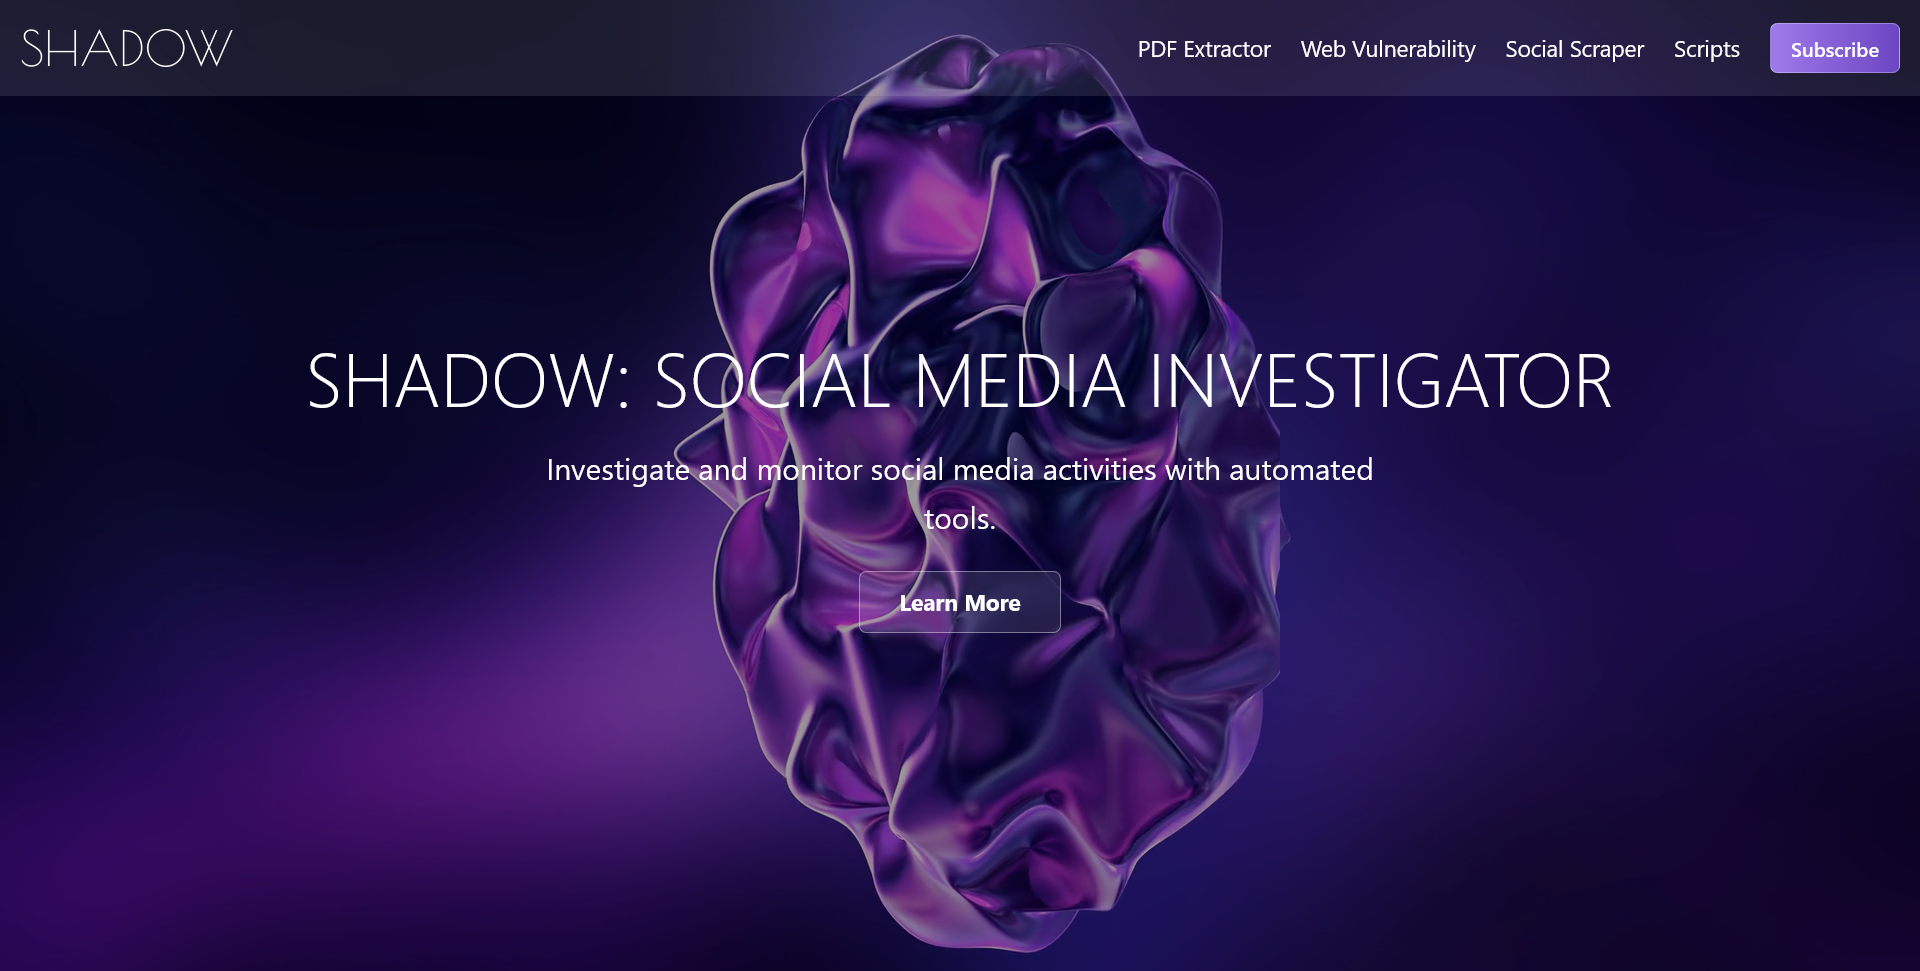 SHADOW
PDF Extractor
Web Vulnerability
Social Scraper
Scripts
Subscribe
SHADOW: SOCIAL MEDIA INVESTIGATOR
Investigate and monitor social media activities with automated
tools.
Learn More